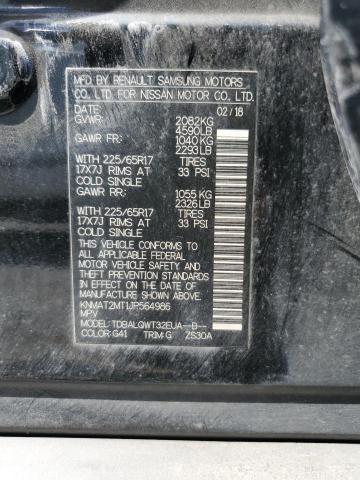 MFD BY RENAULT SAMSUNG MOTORS
CO., LTD. FOR NISSAN MOTOR CO., LTD.
DATE: 02/18
GVWR: 2082KG
4590LB
GAWR FR: 1040KG
2293LB
WITH 225/65R17 TIRES
17X7J RIMS AT 33 PSI
COLD SINGLE
GAWR RR: 1055KG
2326LB
WITH 225/65R17 TIRES
17X7J RIMS AT 33 PSI
COLD SINGLE
THIS VEHICLE CONFORMS TO ALL
APPLICABLE FEDERAL
MOTOR VEHICLE SAFETY, BUMPER,
AND THEFT PREVENTION STANDARDS
IN EFFECT ON THE DATE OF
MANUFACTURE SHOWN ABOVE.
KNMAT2MT1JP564986
MPV
MODEL:TDBALQWT32EUA--B--
COLOR:G41 TRIM:G ZS30A